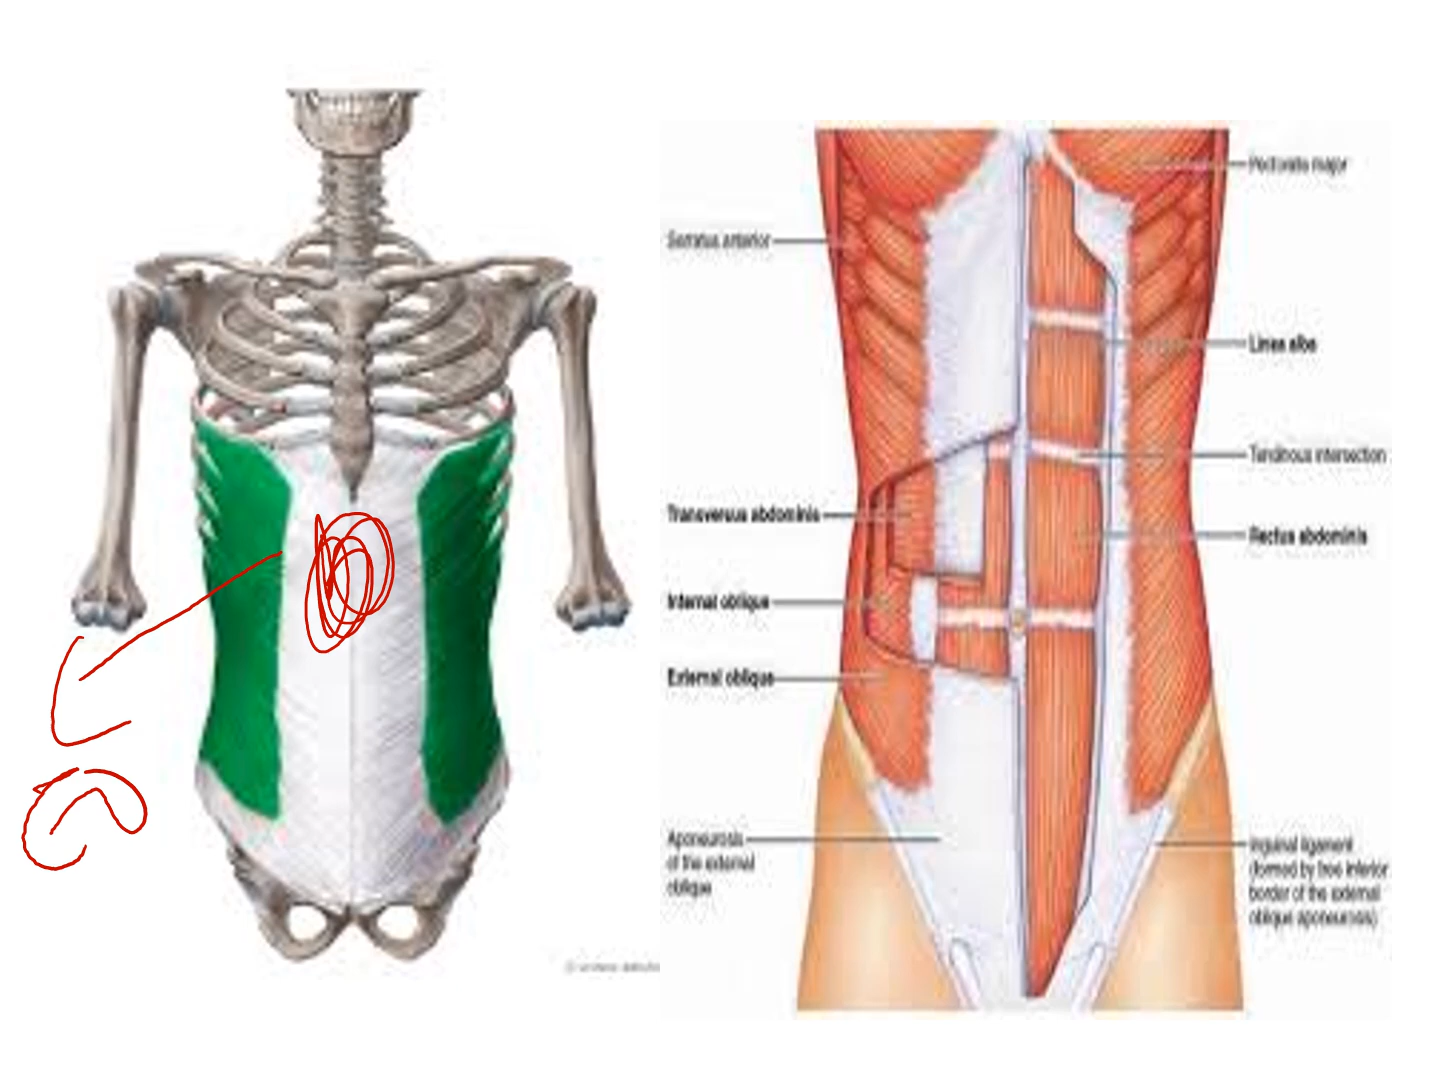 Pectoralis major
Serratus anterior
Linea alba
Tendinous intersection
Transversus abdominis
Rectus abdominis
Internal oblique
External oblique
Aponeurosis
of the external
oblique
Inguinal ligament
(formed by free inferior
border of the external
oblique aponeurosis)